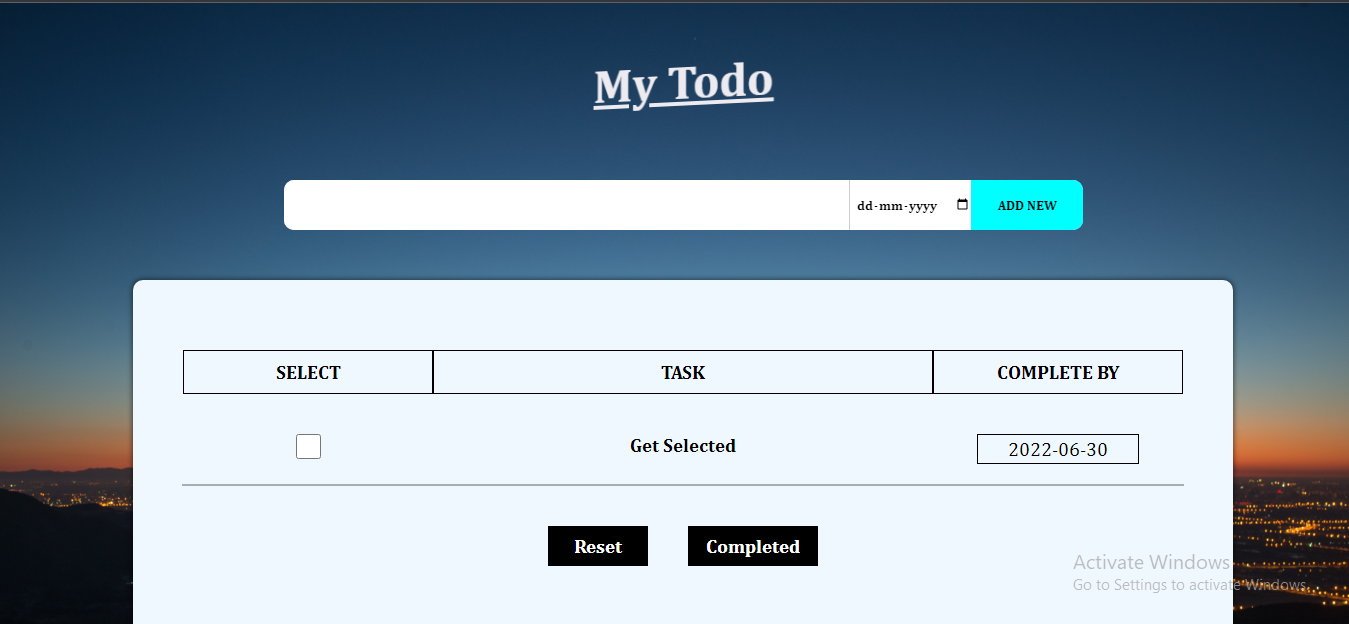 My Todo
dd-mm-yyyy ADD NEW
SELECT TASK COMPLETE BY
Get Selected 2022-06-30
Reset Completed
Activate Windows
Go to Settings to activate Windows.